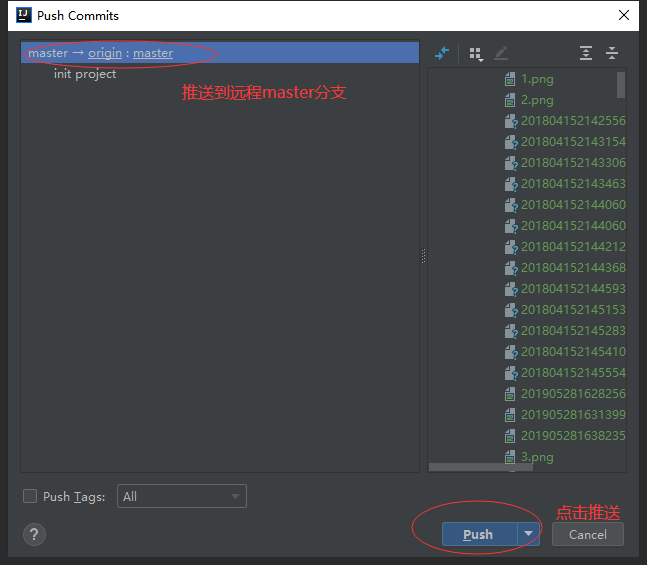 Push Commits
master → origin : master
init project
推送到远程master分支
1.png
2.png
201804152142556
201804152143154
201804152143306
201804152143463
201804152144060
201804152144060
201804152144212
201804152144368
201804152144593
201804152145153
201804152145283
201804152145410
201804152145554
201905281628256
201905281631399
201905281638235
3.png
Push Tags: All
点击推送
? Push Cancel